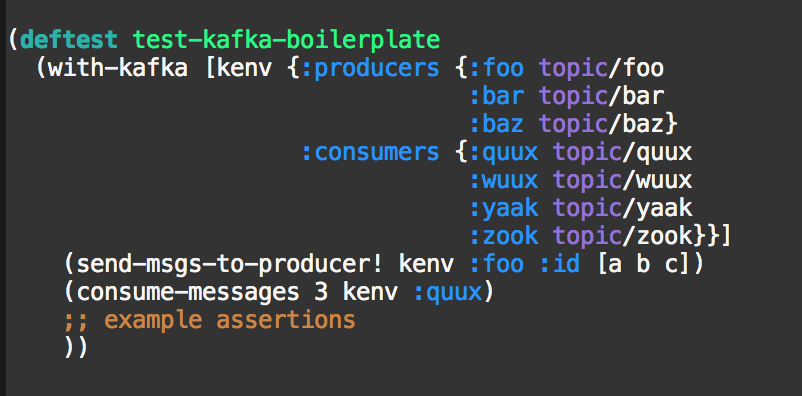 (deftest test-kafka-boilerplate
  (with-kafka [kenv {:producers {:foo topic/foo
                                 :bar topic/bar
                                 :baz topic/baz}
                     :consumers {:quux topic/quux
                                 :wuux topic/wuux
                                 :yaak topic/yaak
                                 :zook topic/zook}}]
    (send-msgs-to-producer! kenv :foo :id [a b c])
    (consume-messages 3 kenv :quux)
    ;; example assertions
    ))